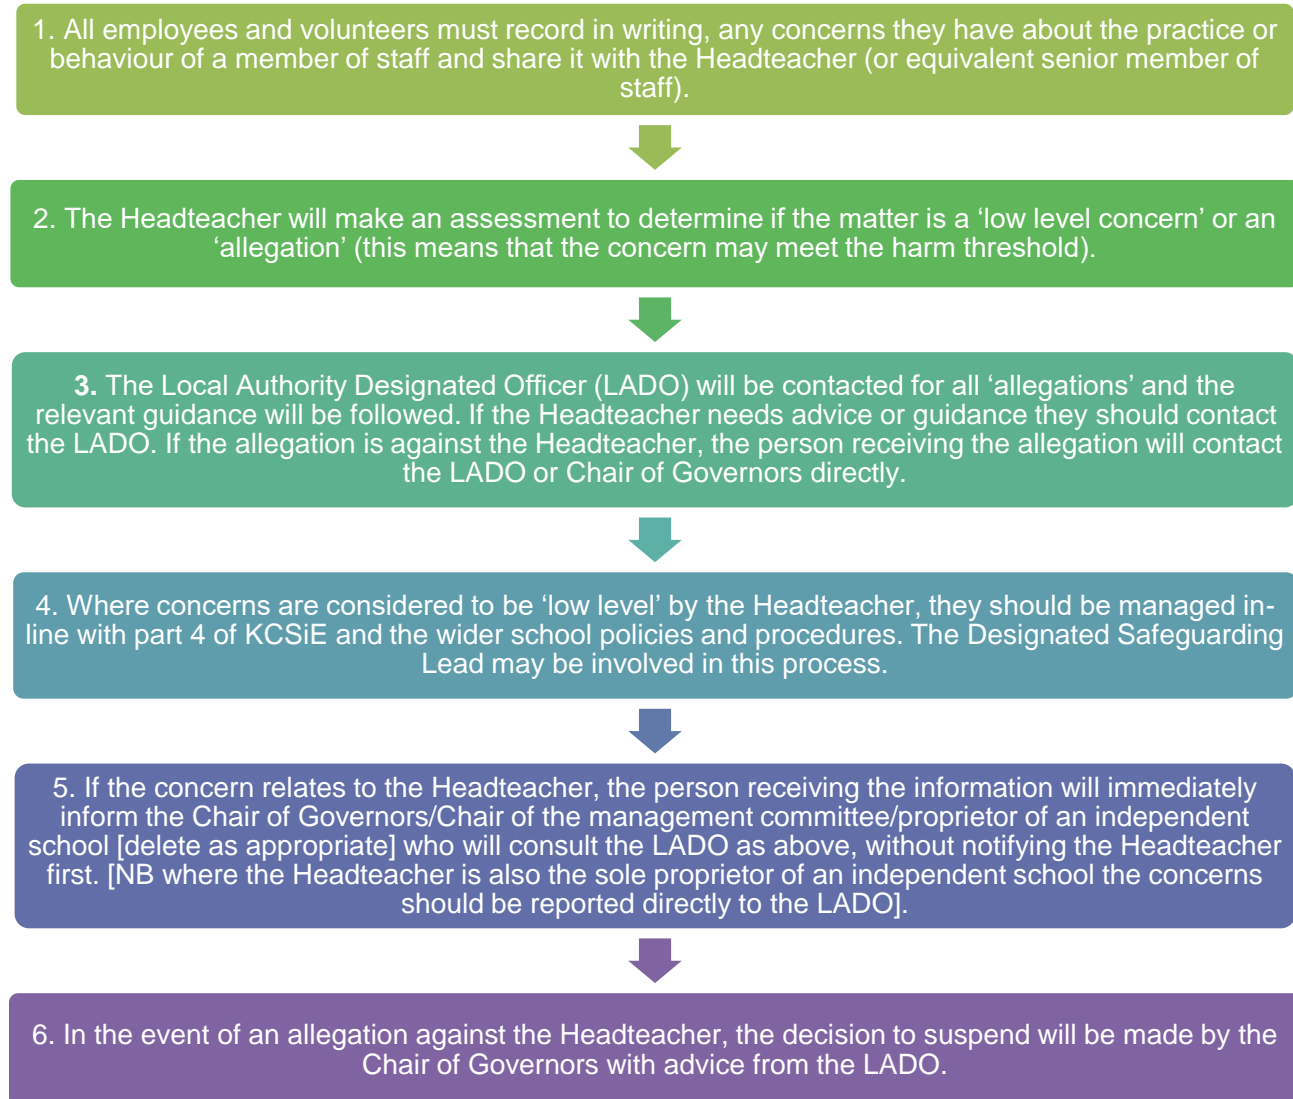 1. All employees and volunteers must record in writing, any concerns they have about the practice or
behaviour of a member of staff and share it with the Headteacher (or equivalent senior member of
staff).
2. The Headteacher will make an assessment to determine if the matter is a ‘low level concern’ or an
‘allegation’ (this means that the concern may meet the harm threshold).
3. The Local Authority Designated Officer (LADO) will be contacted for all ‘allegations’ and the
relevant guidance will be followed. If the Headteacher needs advice or guidance they should contact
the LADO. If the allegation is against the Headteacher, the person receiving the allegation will contact
the LADO or Chair of Governors directly.
4. Where concerns are considered to be ‘low level’ by the Headteacher, they should be managed in-
line with part 4 of KCSiE and the wider school policies and procedures. The Designated Safeguarding
Lead may be involved in this process.
5. If the concern relates to the Headteacher, the person receiving the information will immediately
inform the Chair of Governors/Chair of the management committee/proprietor of an independent
school [delete as appropriate] who will consult the LADO as above, without notifying the Headteacher
first. [NB where the Headteacher is also the sole proprietor of an independent school the concerns
should be reported directly to the LADO].
6. In the event of an allegation against the Headteacher, the decision to suspend will be made by the
Chair of Governors with advice from the LADO.